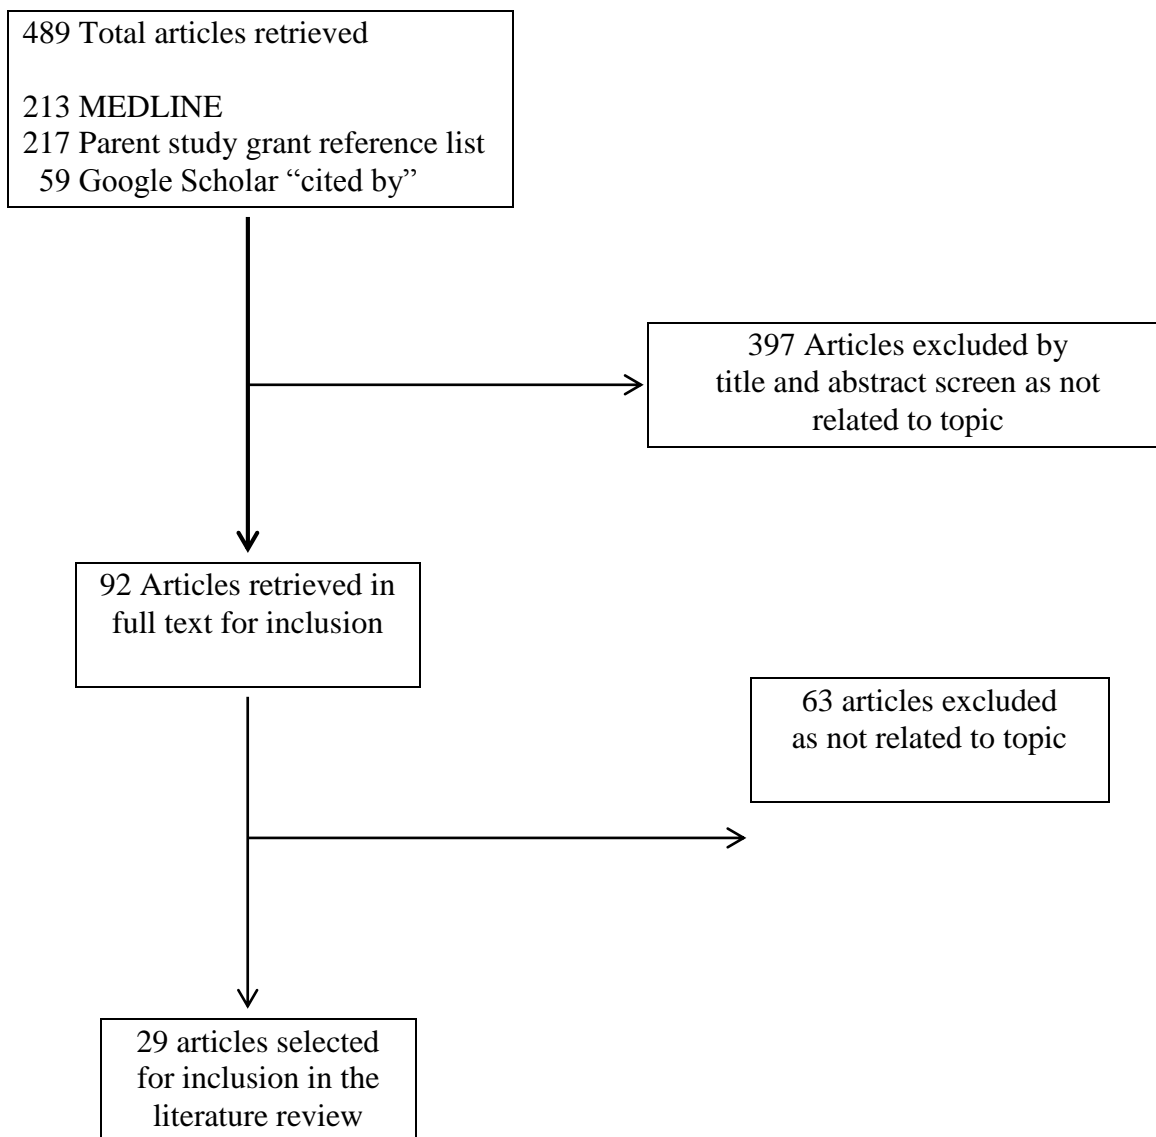 489 Total articles retrieved
213 MEDLINE
217 Parent study grant reference list
59 Google Scholar “cited by”
397 Articles excluded by
title and abstract screen as not
related to topic
92 Articles retrieved in
full text for inclusion
63 articles excluded
as not related to topic
29 articles selected
for inclusion in the
literature review